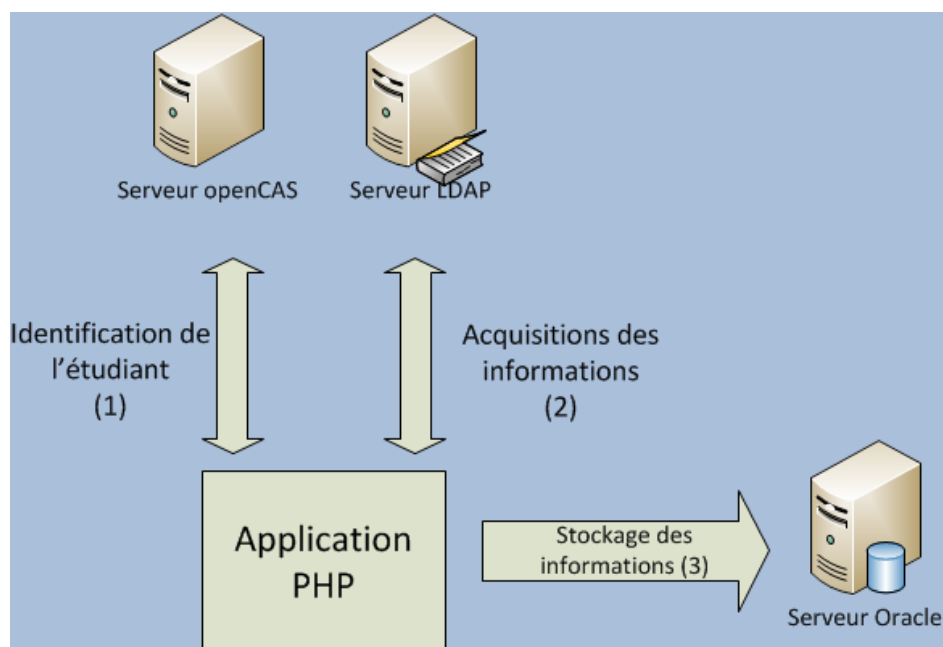 Serveur openCAS
Serveur LDAP
Identification de
l'étudiant
(1)
Acquisitions des
informations
(2)
Application
PHP
Stockage des
informations (3)
Serveur Oracle